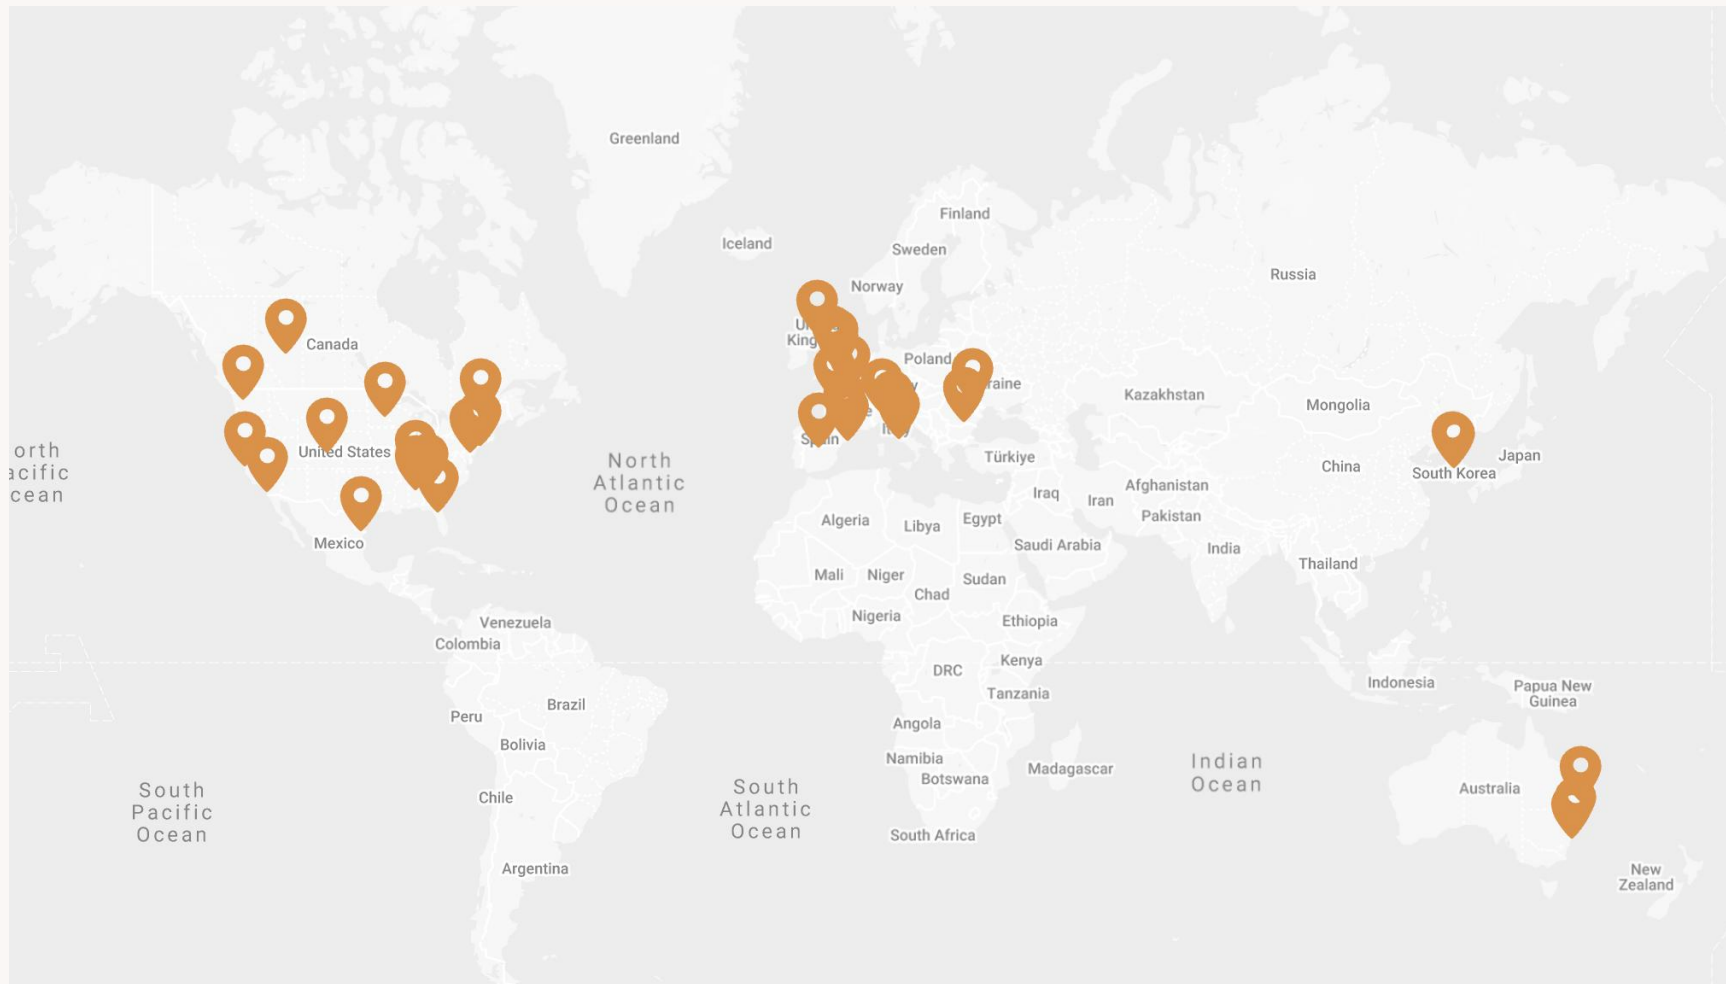 Greenland
Finland
Iceland
Sweden
Norway
Russia
Canada
King
Poland
raine
Kazakhstan
Mongolia
United States
Spain
Türkiye
China
South Korea
Japan
orth
acific
cean
North
Atlantic
Ocean
Iraq
Iran
Afghanistan
Pakistan
Algeria
Libya
Egypt
Saudi Arabia
India
Mexico
Thailand
Mali
Niger
Chad
Sudan
Nigeria
Ethiopia
Venezuela
Colombia
DRC
Kenya
Tanzania
Indonesia
Papua New
Guinea
Peru
Brazil
Angola
Bolivia
Namibia
Botswana
Madagascar
Indian
Ocean
Australia
Chile
South
Pacific
Ocean
South
Atlantic
Ocean
South Africa
Argentina
New
Zealand